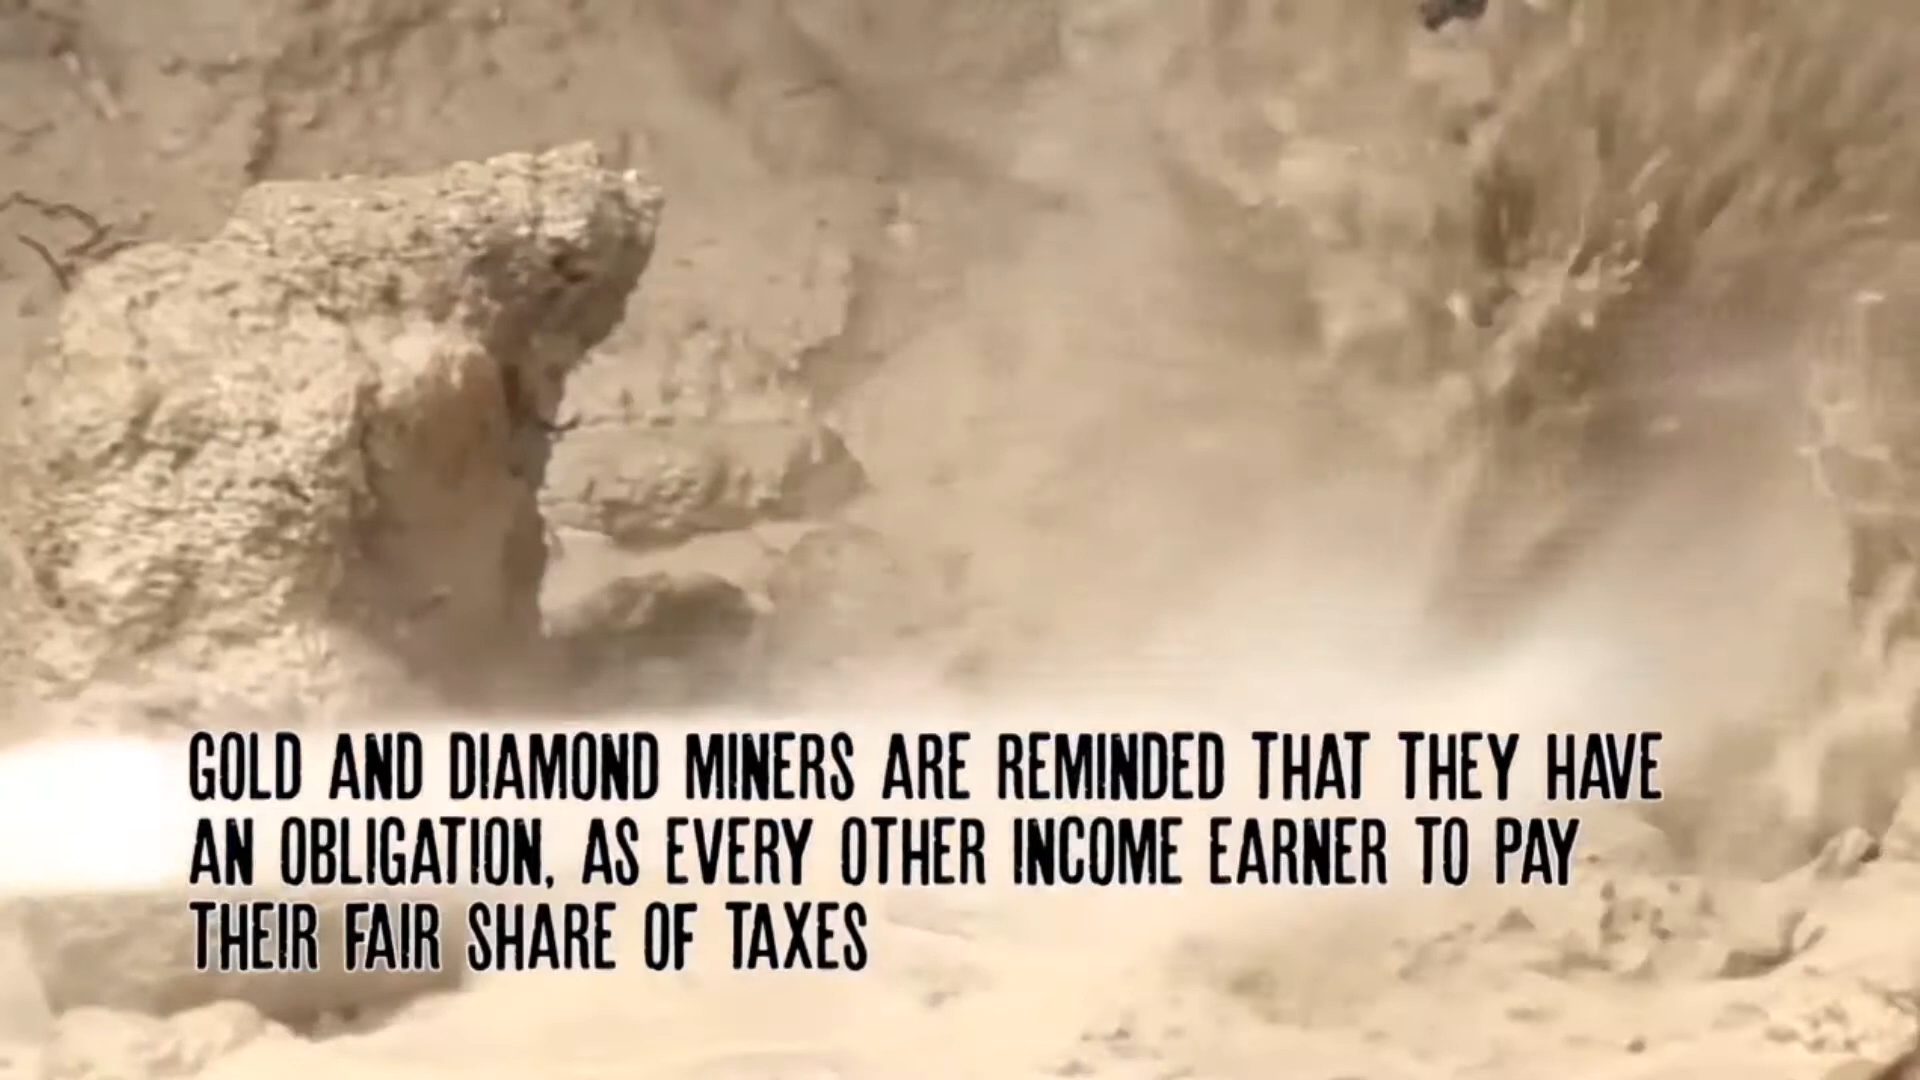 GOLD AND DIAMOND MINERS ARE REMINDED THAT THEY HAVE
AN OBLIGATION, AS EVERY OTHER INCOME EARNER TO PAY
THEIR FAIR SHARE OF TAXES